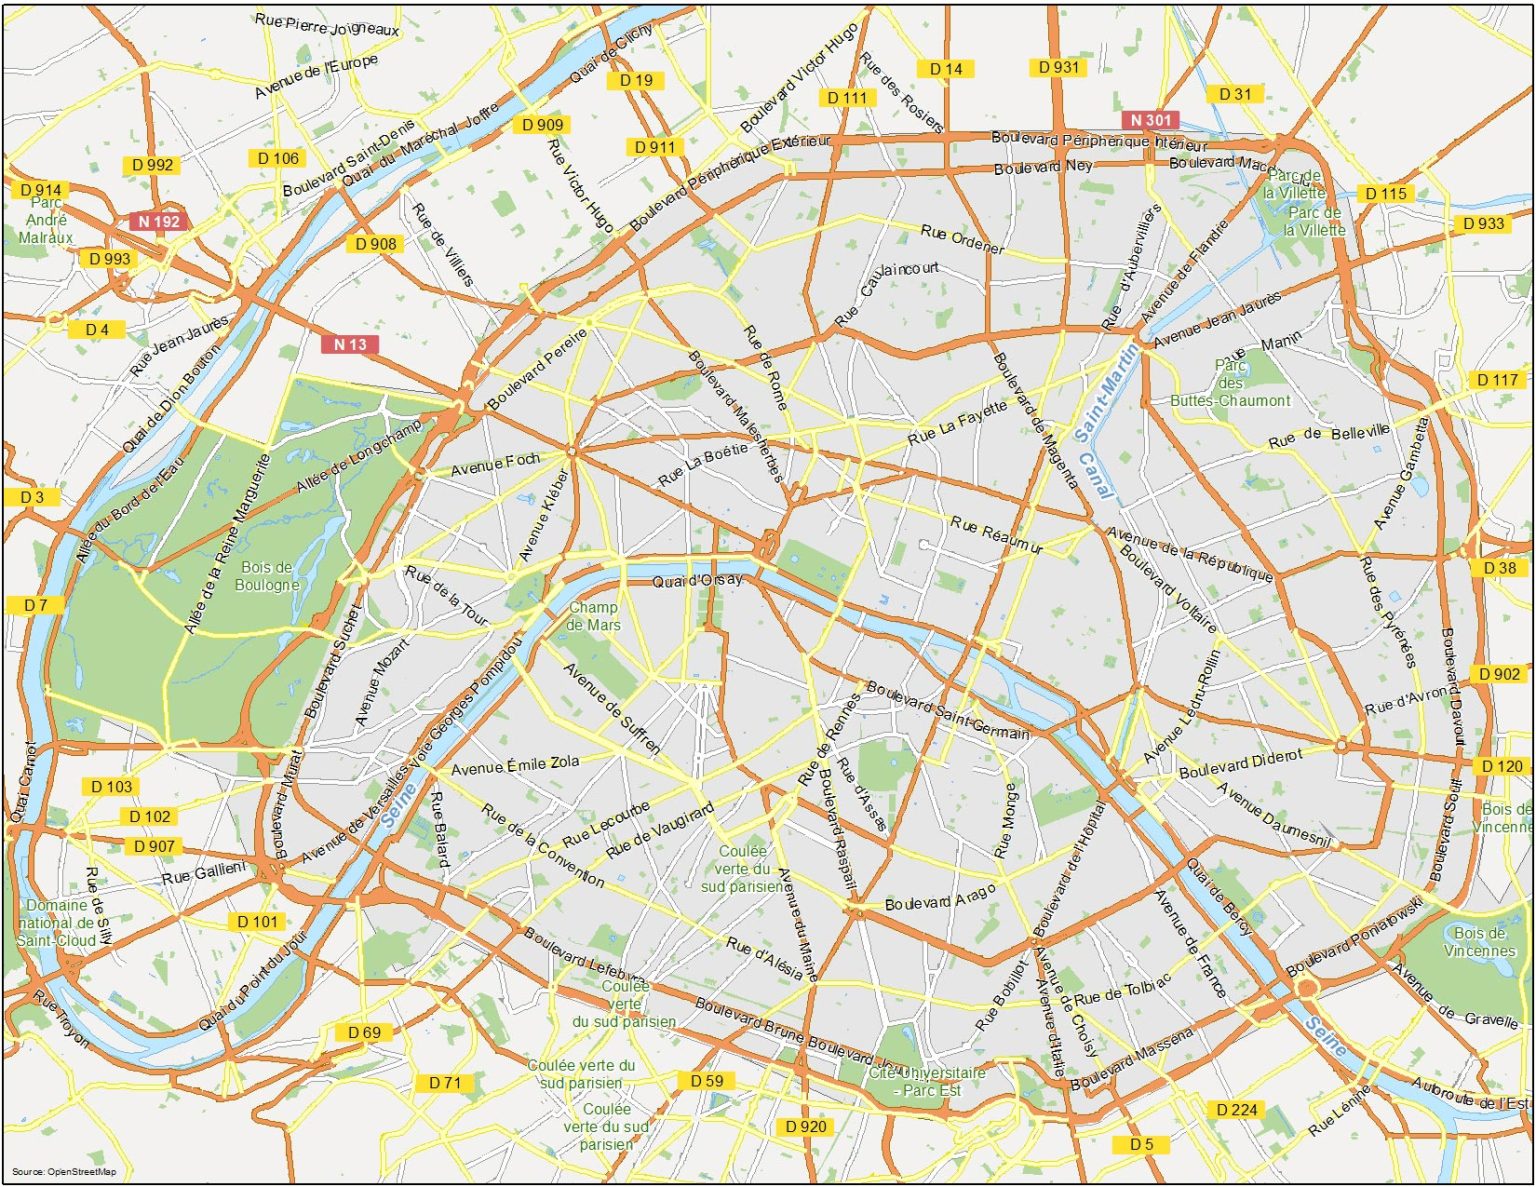 Rue Pierre Joigneaux
Quai de Clichy
Boulevard Victor Hugo
Avenue de l'Europe
D 19
D 14
D 931
Rue des Rosiers
D 111
D 31
Quai du Maréchal Joffre
D 909
N 301
Boulevard Saint-Denis
D 911
Boulevard Périphérique Extérieur
Boulevard Périphérique Intérieur
D 992
D 106
Rue Victor Hugo
Boulevard Ney
D 914
Parc
André
Malraux
Parc de
la Villette
D 115
Parc de
la Villette
N 192
Rue de Villiers
D 933
D 908
Rue Ordener
Rue d'Aubervilliers
Avenue de Flandre
D 993
Rue Caulaincourt
D 4
Rue Jean Jaurès
N 13
Avenue Jean Jaurès
Rue de Rome
Boulevard Pereire
Manin
Quai de Dion Bouton
Boulevard Malesherbes
Boulevard de Magenta
Saint-Martin
Canal
Parc
des
Buttes-Chaumont
D 117
Allée de Longchamp
Rue La Fayette
Rue de Belleville
Avenue Foch
Rue La Boétie
Avenue Gambetta
Allée du Bord de l'Eau
Allée de la Reine Marguerite
Avenue Kléber
D 3
Rue Réaumur
Avenue de la République
Bois de
Boulogne
Rue de la Tour
Quai d'Orsay
Boulevard Voltaire
D 38
D 7
Champ
de Mars
Rue des Pyrénées
Boulevard Suchet
Avenue Mozart
Voie Georges Pompidou
Avenue de Suffren
Rue de Rennes
Boulevard Saint-Germain
Avenue Ledru-Rollin
Rue d'Avron
Boulevard Davout
D 902
Quai Carnot
Avenue Émile Zola
Boulevard Diderot
D 120
D 103
Boulevard Murat
Avenue de Versailles
Seine
Rue d'Assas
Boulevard Raspail
Rue Monge
Avenue Daumesnil
Boulevard Soult
Bois de
Vincennes
D 102
Rue Balard
Rue de la Convention
Rue Lecourbe
Rue de Vaugirard
Boulevard de l'Hôpital
D 907
Rue Gallieni
Coulée
verte du
sud parisien
Quai de Bercy
Rue de Silly
Domaine
national de
Saint-Cloud
D 101
Avenue du Maine
Boulevard Arago
Avenue de France
Boulevard Poniatowski
Bois de
Vincennes
Boulevard Lefebvre
Rue d'Alésia
Quai du Point du Jour
Coulée
verte
du sud parisien
Rue Bobillot
Avenue de Choisy
Avenue d'Italie
Rue de Tolbiac
Avenue de Gravelle
Rue Troyon
D 69
Boulevard Brune
Boulevard Masséna
Seine
Coulée verte du
sud parisien
D 71
D 59
Cité Universitaire
- Parc Est
Autoroute de l'Est
Coulée
verte du sud
parisien
D 920
D 224
Rue Lénine
D 5
Source: OpenStreetMap